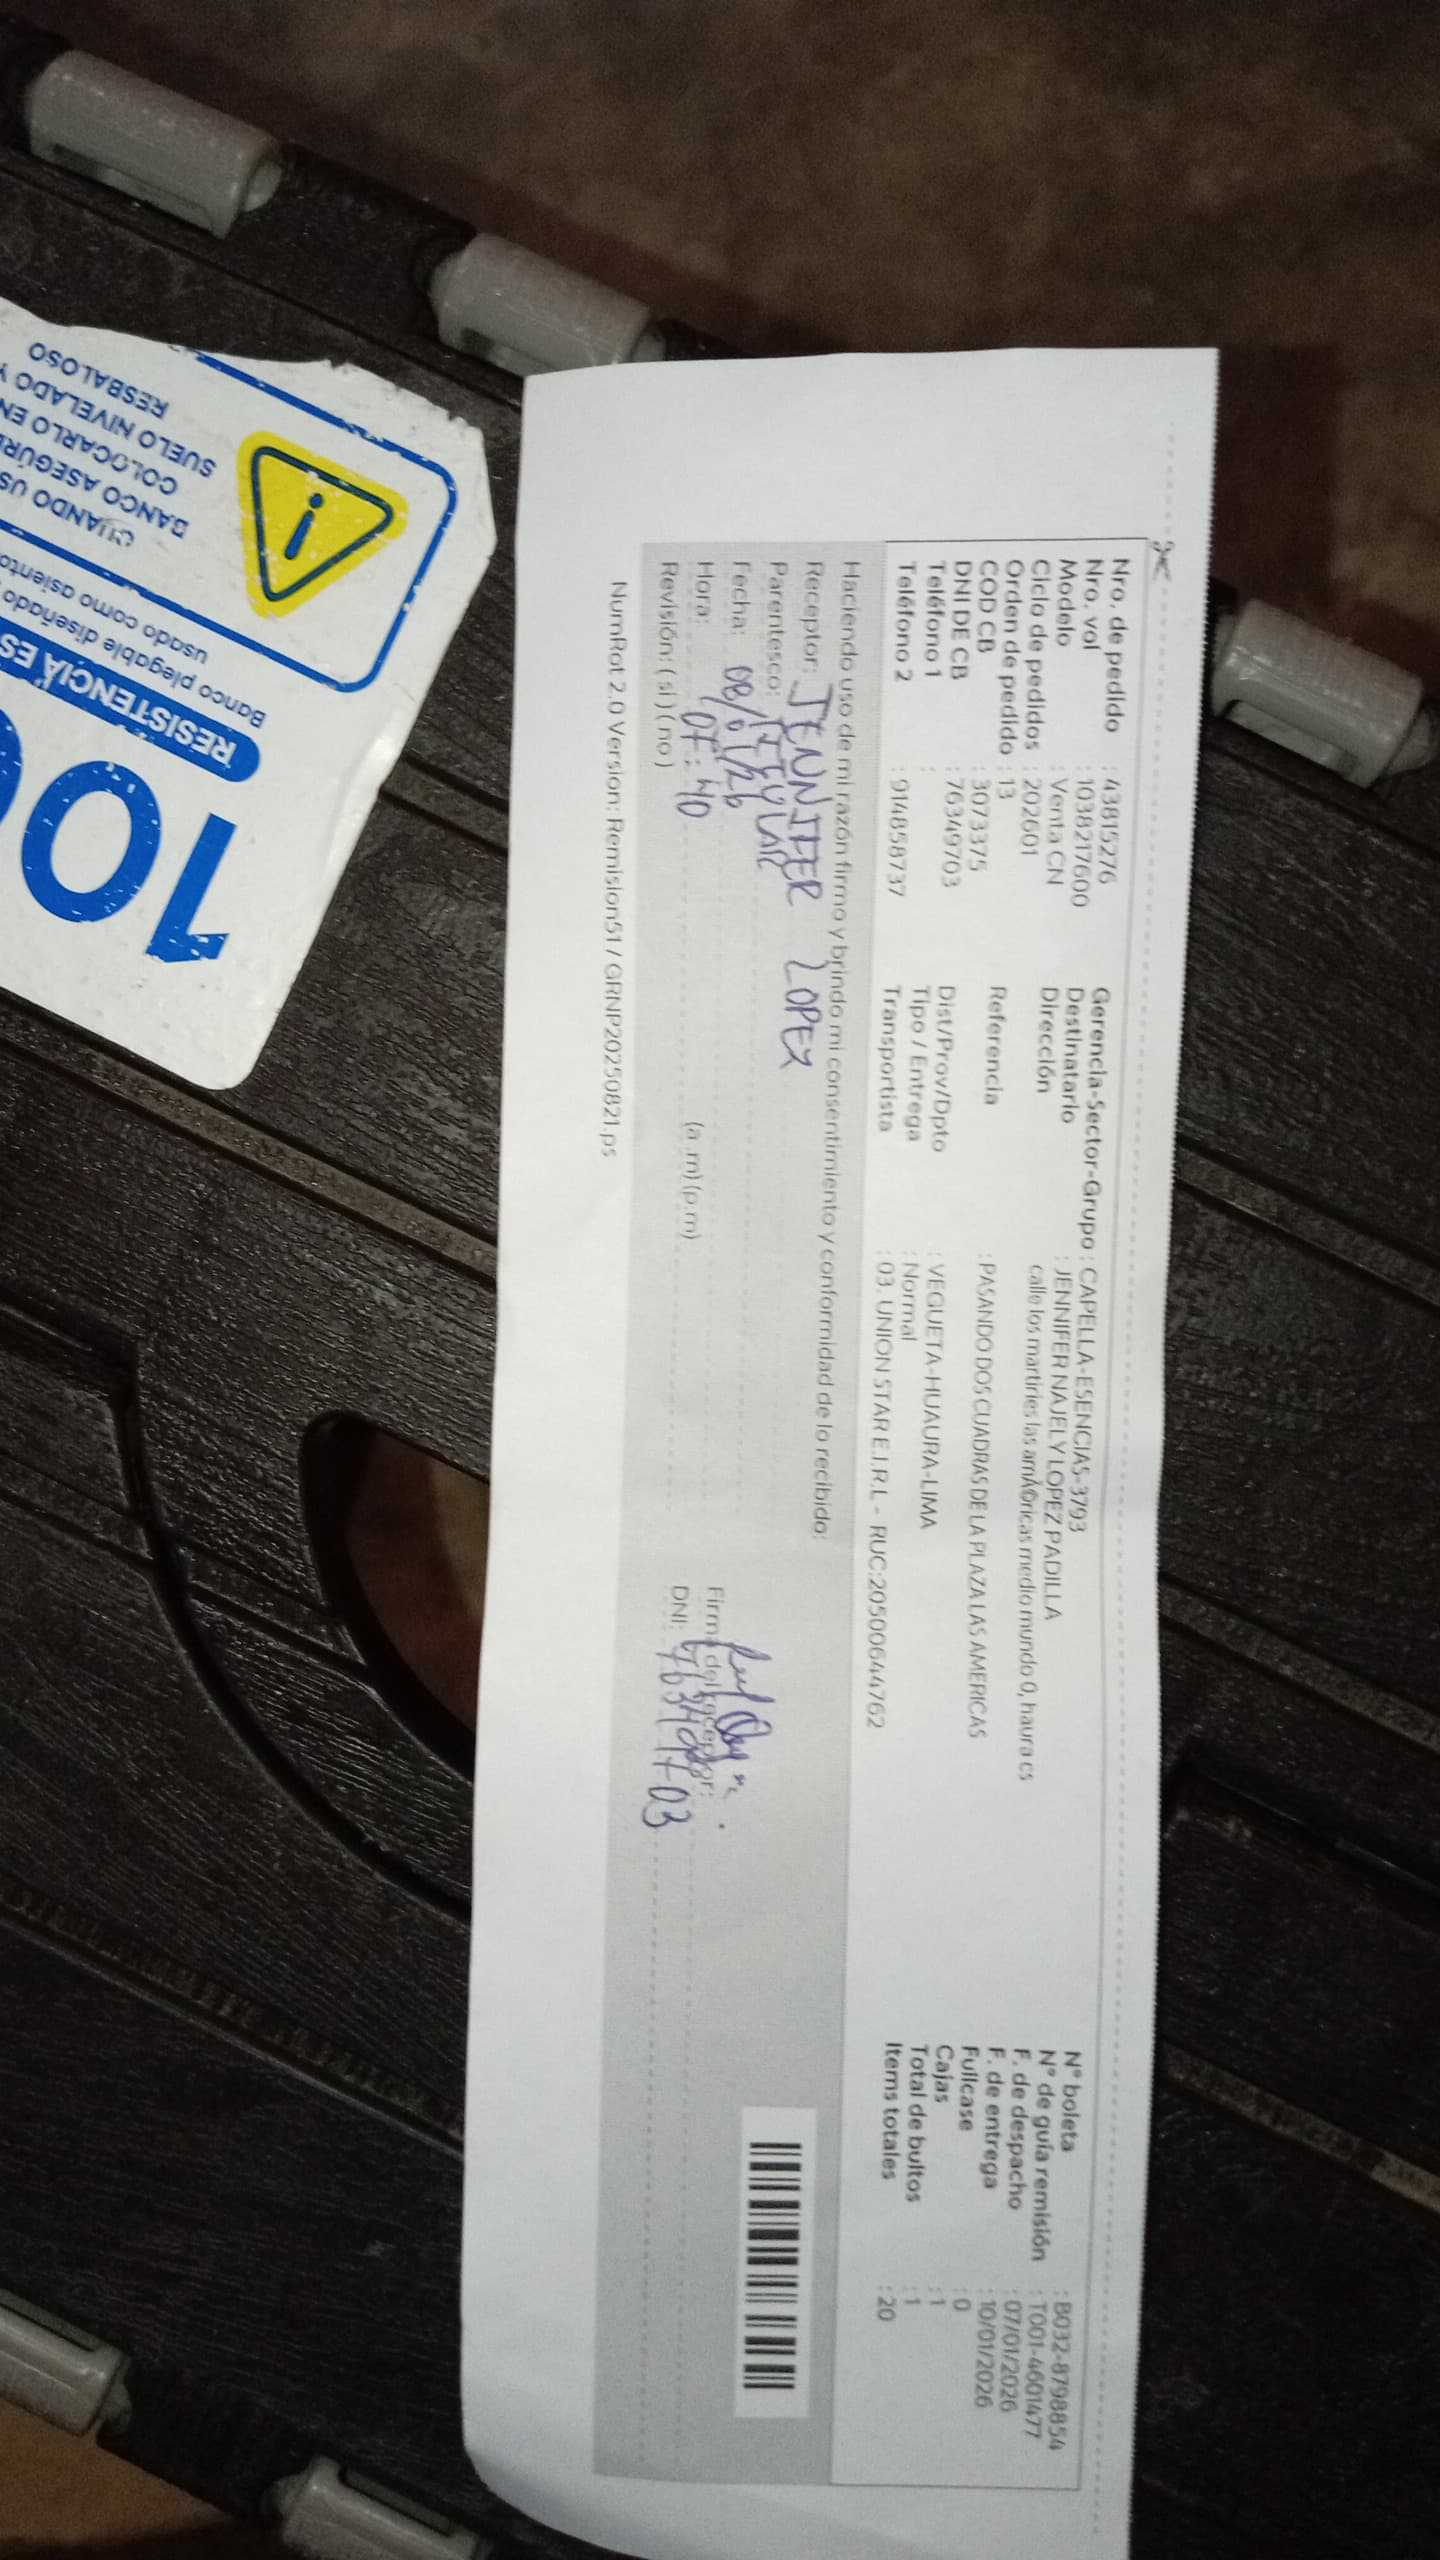 Nro. de pedido : 43815276
Nro. vol : 1038217600
Modelo : Venta CN
Ciclo de pedidos : 202601
Orden de pedido : 13
COD CB : 3073375
DNI DE CB : 76349703
Teléfono 1 :
Teléfono 2 : 914858737
Gerencia-Sector-Grupo : CAPELLA-ESENCIAS-3793
Destinatario : JENNIFER NAJELY LOPEZ PADILLA
Dirección calle los martiries las amÃ©ricas medio mundo 0, haura cs
Referencia : PASANDO DOS CUADRAS DE LA PLAZA LAS AMERICAS
Dist/Prov/Dpto : VEGUETA-HUAURA-LIMA
Tipo / Entrega : Normal
Transportista : 03. UNION STAR E.I.R.L - RUC:20500644762
N° boleta : B032-8798854
N° de guía remisión : T001-4601477
F. de despacho : 07/01/2026
F. de entrega : 10/01/2026
Fullcase : 0
Cajas : 1
Total de bultos : 1
Items totales : 20
Haciendo uso de mi razón firmo y brindo mi consentimiento y conformidad de lo recibido:
Receptor: JENNIFER LOPEZ
Parentesco: TITULAR
Fecha: 08/01/26
Hora: 07:40 (a.m) (p.m)
Revisión: ( si ) ( no )
Firma del receptor:
DNI: 76349703
NumRot 2.0 Version: Remision51 / GRNP20250821.ps
10
RESISTENCIA ES
Banco plegable diseñado
usado como asiento
CUANDO US
BANCO ASEGÚR
COLOCARLO EN
SUELO NIVELADO Y
RESBALOSO